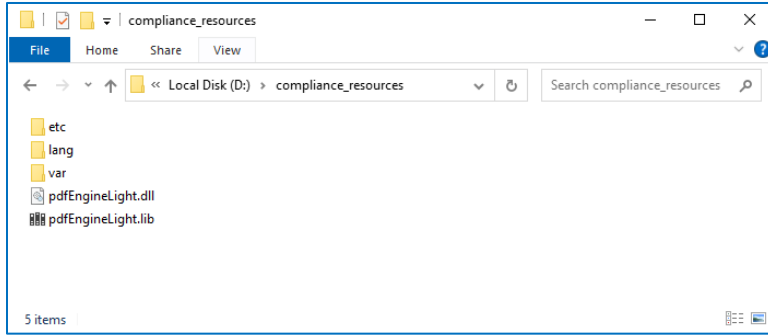 compliance_resources
File Home Share View
« Local Disk (D:) › compliance_resources Search compliance_resources
etc
lang
var
pdfEngineLight.dll
pdfEngineLight.lib
5 items